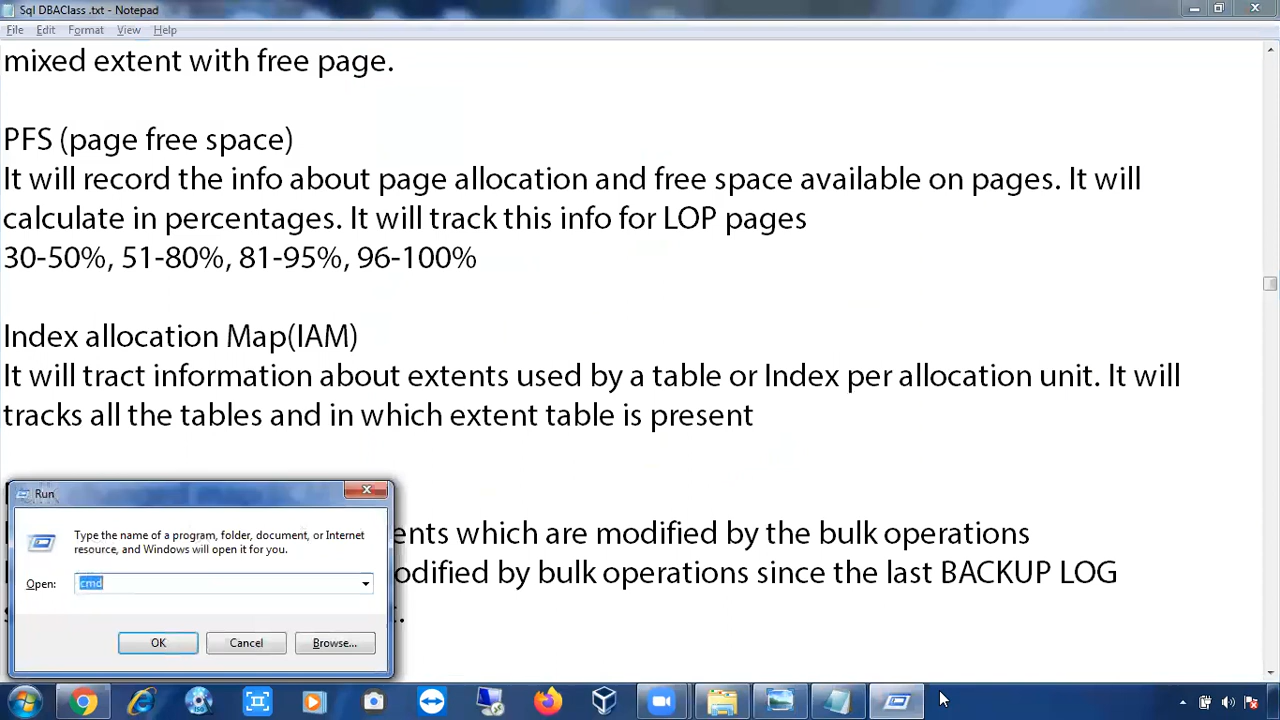 Sql DBAClass .txt - Notepad
File Edit Format View Help
mixed extent with free page.
PFS (page free space)
It will record the info about page allocation and free space available on pages. It will
calculate in percentages. It will track this info for LOP pages
30-50%, 51-80%, 81-95%, 96-100%
Index allocation Map(IAM)
It will tract information about extents used by a table or Index per allocation unit. It will
tracks all the tables and in which extent table is present
ents which are modified by the bulk operations
odified by bulk operations since the last BACKUP LOG
Run
Type the name of a program, folder, document, or Internet
resource, and Windows will open it for you.
Open: cmd
OK Cancel Browse...